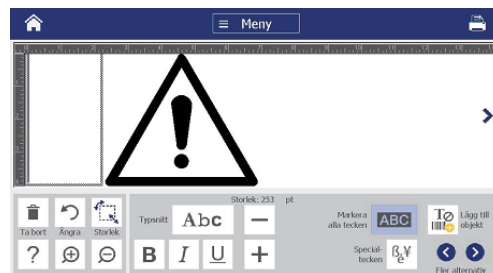 ≡ Meny
Storlek: 253 pt
Ta bort
Ångra
Storlek
Typsnitt
Abc
Markera alla tecken
ABC
Lägg till objekt
?
B I U
Special-
tecken
Fler alternativ